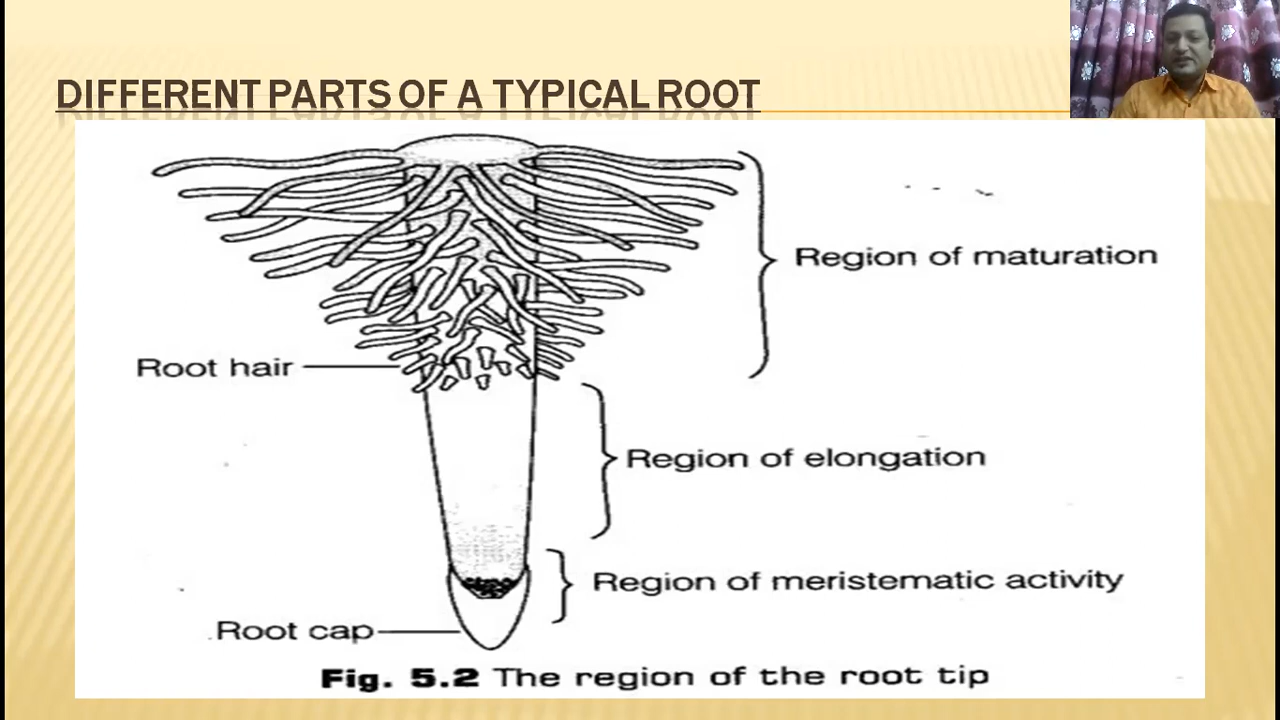 DIFFERENT PARTS OF A TYPICAL ROOT
Region of maturation
Root hair
Region of elongation
Region of meristematic activity
Root cap
Fig. 5.2 The region of the root tip